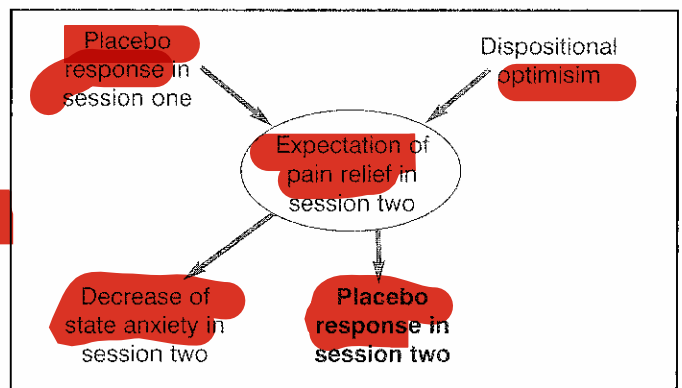 Placebo
response in
session one
Dispositional
optimisim
Expectation of
pain relief in
session two
Decrease of
state anxiety in
session two
Placebo
response in
session two